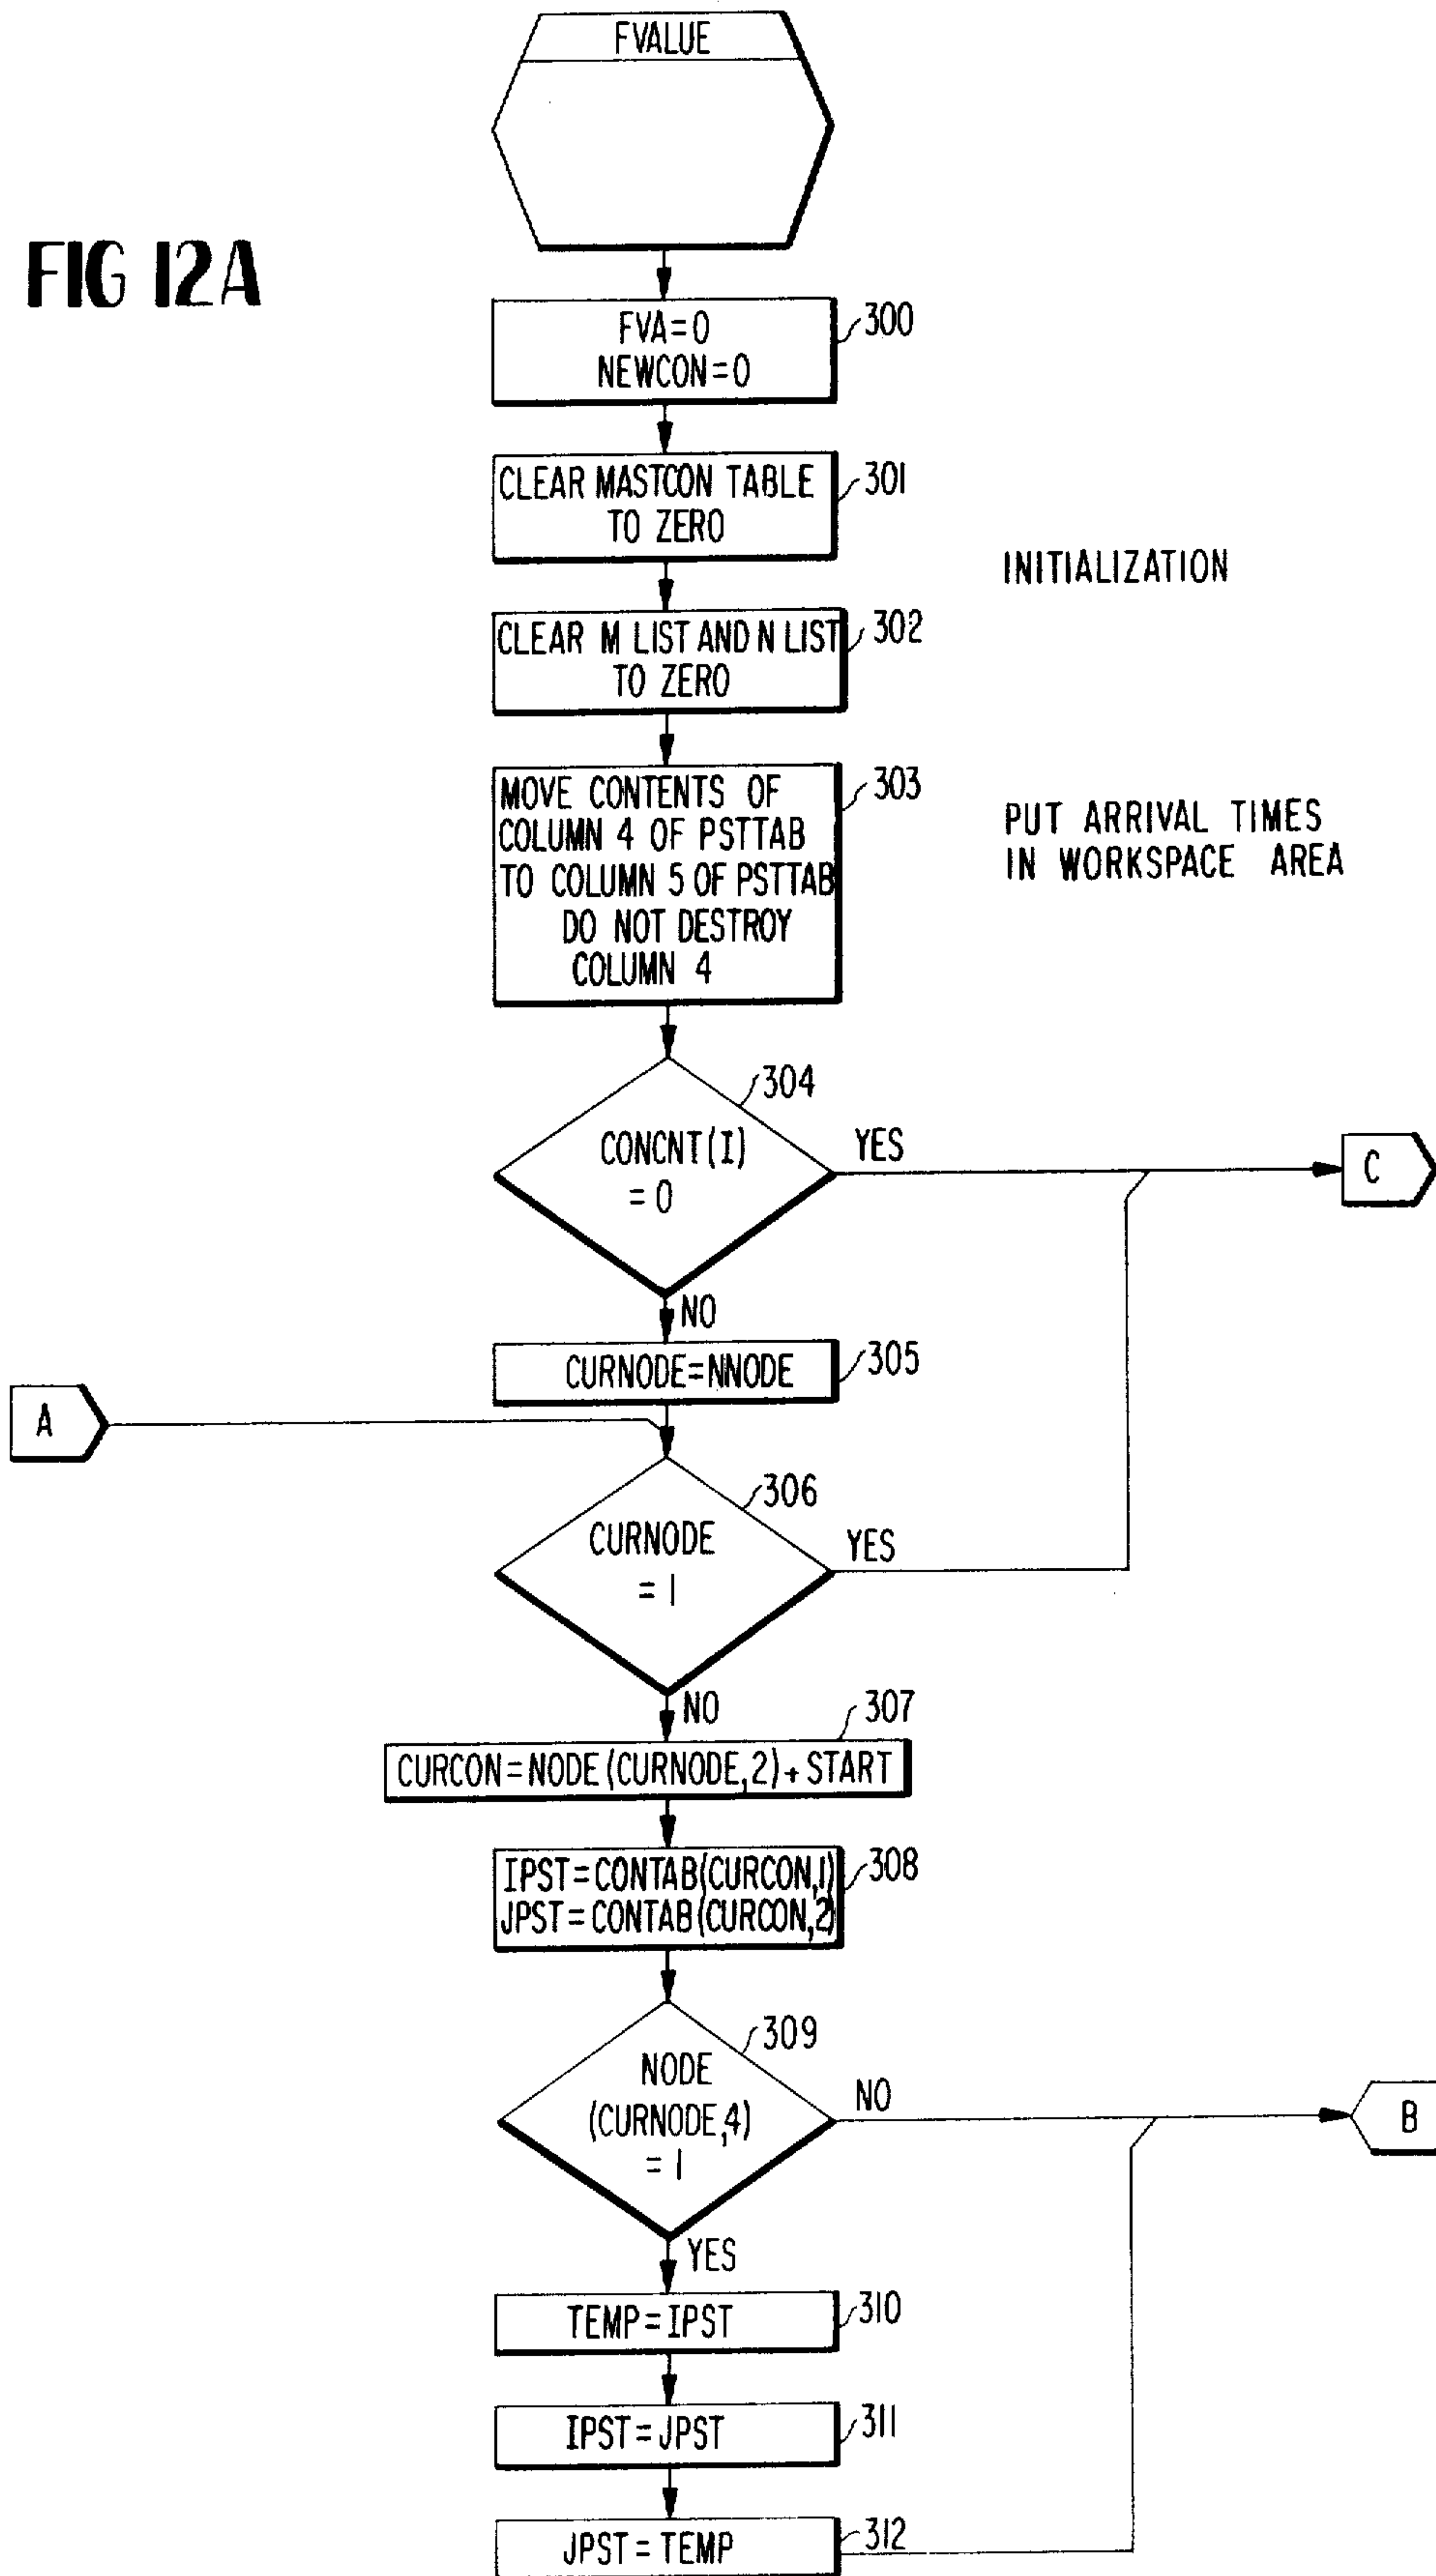 FVALUE
FIG 12A
FVA=0
NEWCON=0
300
CLEAR MASTCON TABLE
TO ZERO
301
INITIALIZATION
CLEAR M LIST AND N LIST
TO ZERO
302
MOVE CONTENTS OF
COLUMN 4 OF PSTTAB
TO COLUMN 5 OF PSTTAB
DO NOT DESTROY
COLUMN 4
303
PUT ARRIVAL TIMES
IN WORKSPACE AREA
304
CONCNT(I)
=0
YES
C
NO
CURNODE=NNODE
305
A
306
CURNODE
=1
YES
NO
307
CURCON=NODE(CURNODE,2)+START
IPST=CONTAB(CURCON,1)
JPST=CONTAB(CURCON,2)
308
309
NODE
(CURNODE,4)
=1
NO
B
YES
TEMP=IPST
310
IPST=JPST
311
JPST=TEMP
312